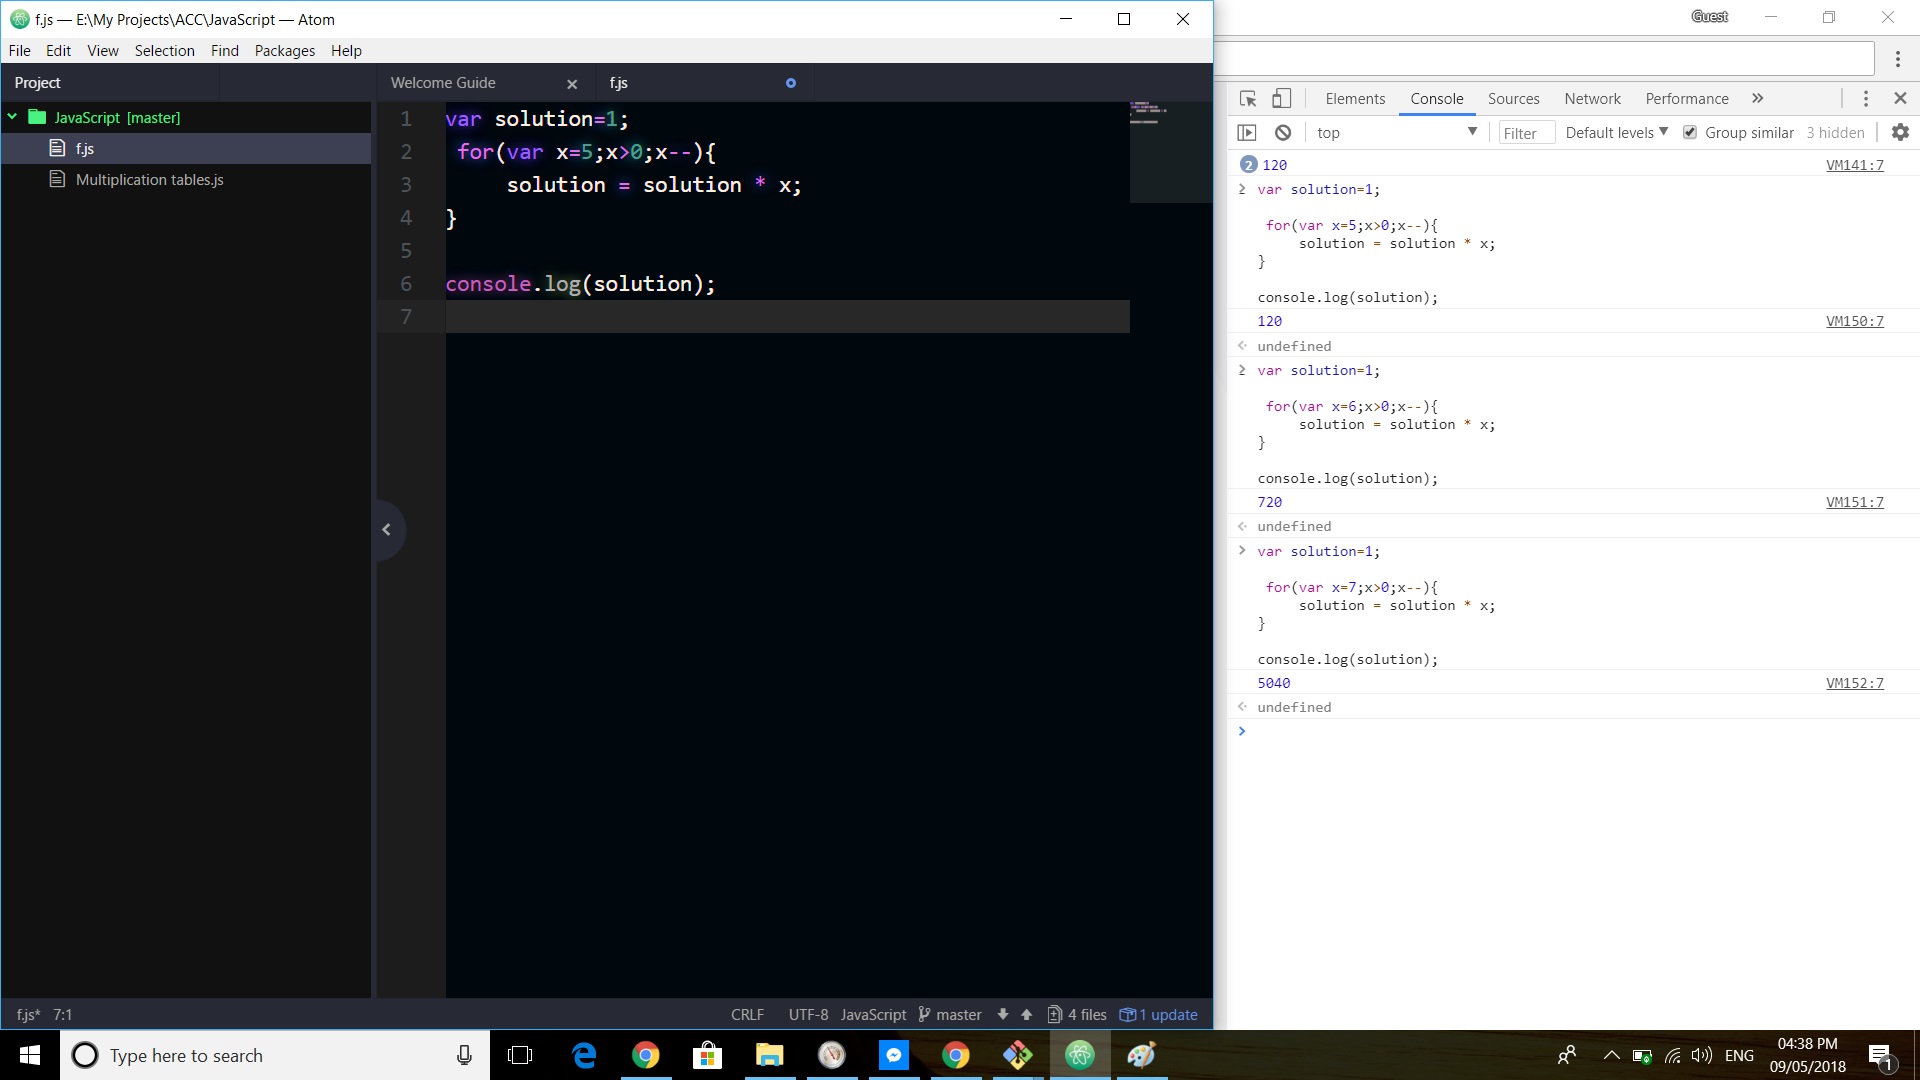 f.js — E:\My Projects\ACC\JavaScript — Atom
File Edit View Selection Find Packages Help
Project
JavaScript [master]
f.js
Multiplication tables.js
Welcome Guide
f.js
1 var solution=1;
2 for(var x=5;x>0;x--){
3 solution = solution * x;
4 }
5
6 console.log(solution);
7
f.js* 7:1
CRLF UTF-8 JavaScript master 4 files 1 update
Guest
Elements Console Sources Network Performance
top Filter Default levels Group similar 3 hidden
2 120 VM141:7
var solution=1;
for(var x=5;x>0;x--){
solution = solution * x;
}
console.log(solution);
120 VM150:7
undefined
var solution=1;
for(var x=6;x>0;x--){
solution = solution * x;
}
console.log(solution);
720 VM151:7
undefined
var solution=1;
for(var x=7;x>0;x--){
solution = solution * x;
}
console.log(solution);
5040 VM152:7
undefined
Type here to search
ENG
04:38 PM
09/05/2018
1